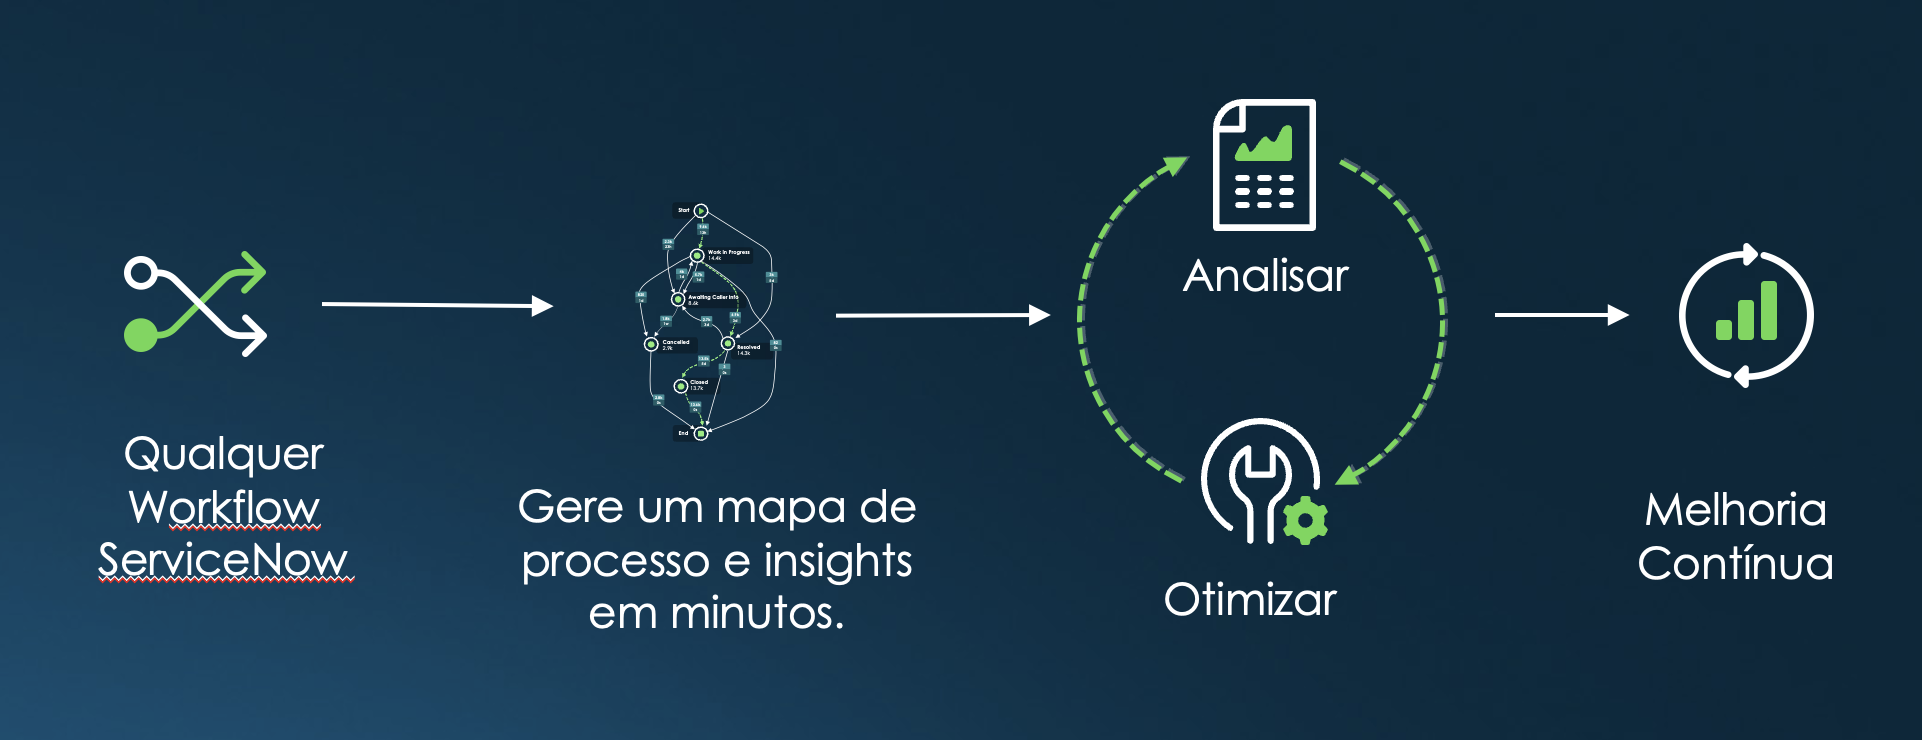 Qualquer
Workflow
ServiceNow
Start
Work in Progress
14.4k
Awaiting Caller Info
8.6k
Cancelled
2.9k
Resolved
14.3k
Closed
13.7k
End
Gere um mapa de
processo e insights
em minutos.
Analisar
Otimizar
Melhoria
Contínua